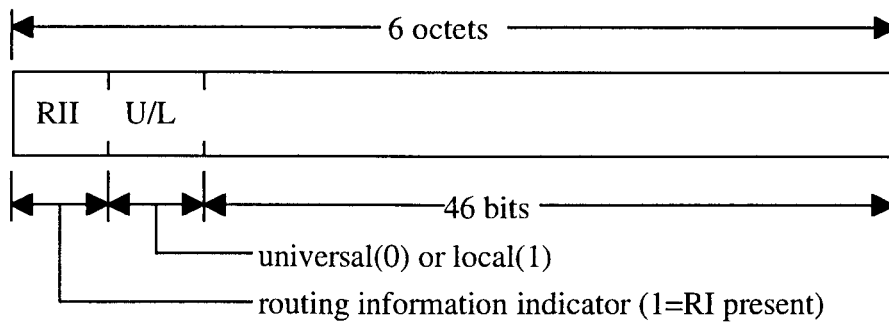 6 octets
RII U/L
46 bits
universal(0) or local(1)
routing information indicator (1=RI present)